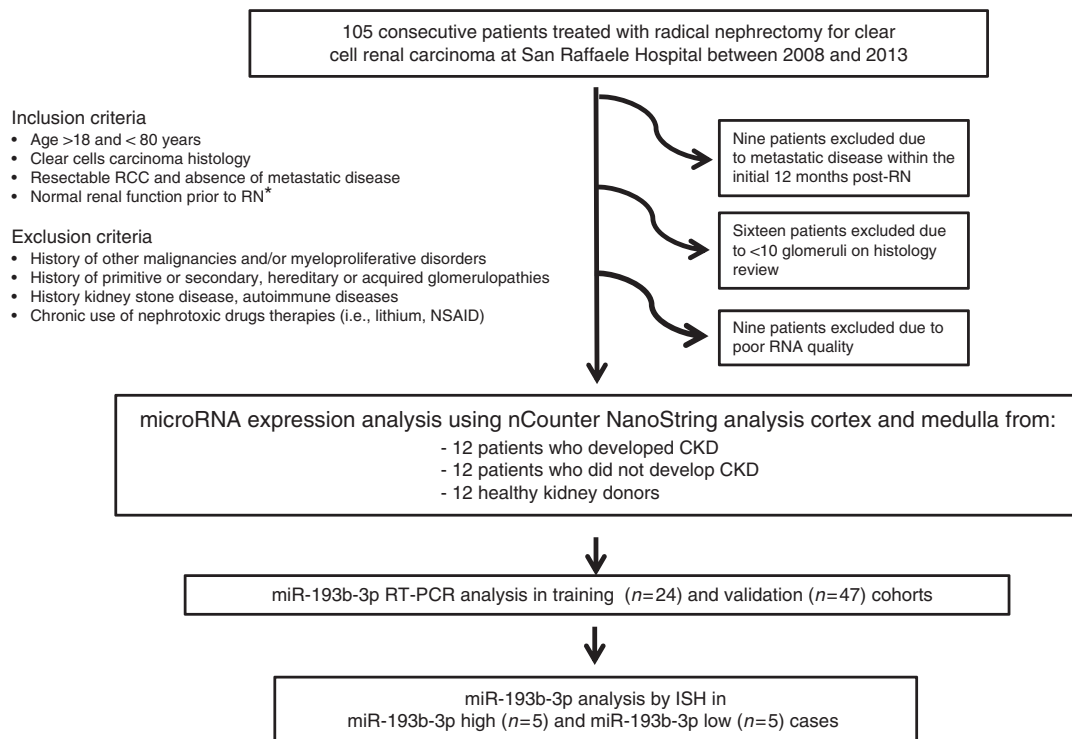 105 consecutive patients treated with radical nephrectomy for clear
cell renal carcinoma at San Raffaele Hospital between 2008 and 2013
Inclusion criteria
• Age >18 and < 80 years
• Clear cells carcinoma histology
• Resectable RCC and absence of metastatic disease
• Normal renal function prior to RN*
Exclusion criteria
• History of other malignancies and/or myeloproliferative disorders
• History of primitive or secondary, hereditary or acquired glomerulopathies
• History kidney stone disease, autoimmune diseases
• Chronic use of nephrotoxic drugs therapies (i.e., lithium, NSAID)
Nine patients excluded due
to metastatic disease within the
initial 12 months post-RN
Sixteen patients excluded due
to <10 glomeruli on histology
review
Nine patients excluded due to
poor RNA quality
microRNA expression analysis using nCounter NanoString analysis cortex and medulla from:
- 12 patients who developed CKD
- 12 patients who did not develop CKD
- 12 healthy kidney donors
miR-193b-3p RT-PCR analysis in training (n=24) and validation (n=47) cohorts
miR-193b-3p analysis by ISH in
miR-193b-3p high (n=5) and miR-193b-3p low (n=5) cases